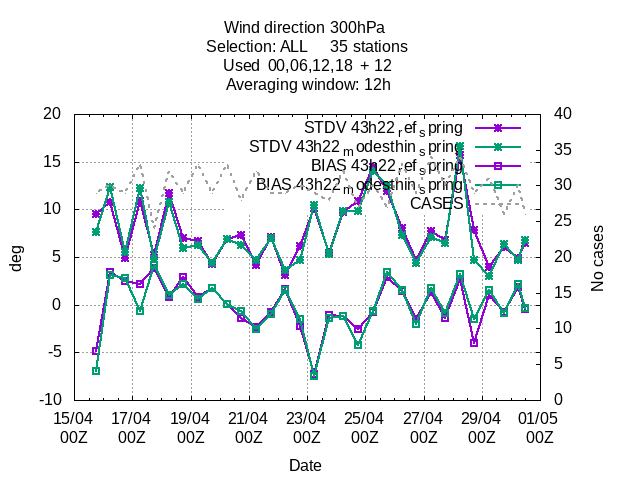 Wind direction 300hPa
Selection: ALL 35 stations
Used 00,06,12,18 + 12
Averaging window: 12h
20
15
10
5
0
-5
-10
deg
40
35
30
25
20
15
10
5
0
No cases
STDV 43h22_ref_spring
STDV 43h22_modesthin_spring
BIAS 43h22_ref_spring
BIAS 43h22_modesthin_spring
CASES
15/04 17/04 19/04 21/04 23/04 25/04 27/04 29/04 01/05
00Z 00Z 00Z 00Z 00Z 00Z 00Z 00Z 00Z
Date